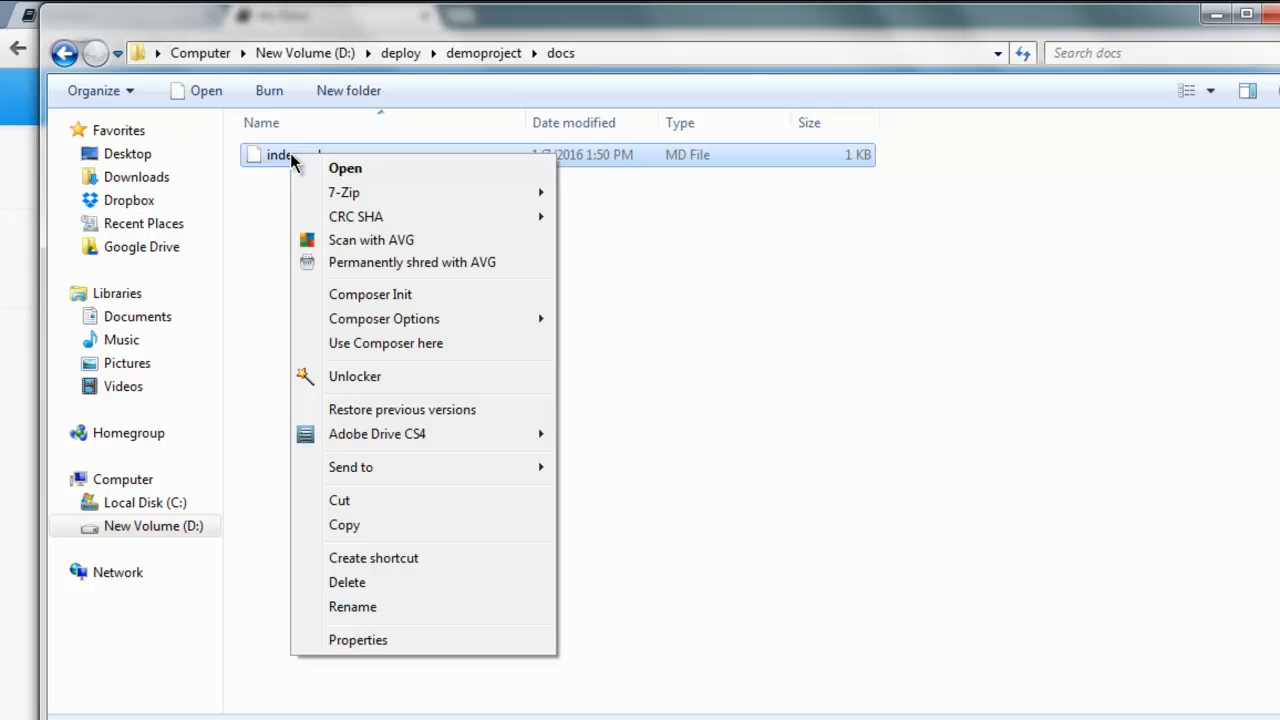 Computer New Volume (D:) deploy demoproject docs Search docs
Organize Open Burn New folder
Name Date modified Type Size
2016 1:50 PM MD File 1 KB
Favorites
Desktop
Downloads
Dropbox
Recent Places
Google Drive
Libraries
Documents
Music
Pictures
Videos
Homegroup
Computer
Local Disk (C:)
New Volume (D:)
Network
Open
7-Zip
CRC SHA
Scan with AVG
Permanently shred with AVG
Composer Init
Composer Options
Use Composer here
Unlocker
Restore previous versions
Adobe Drive CS4
Send to
Cut
Copy
Create shortcut
Delete
Rename
Properties